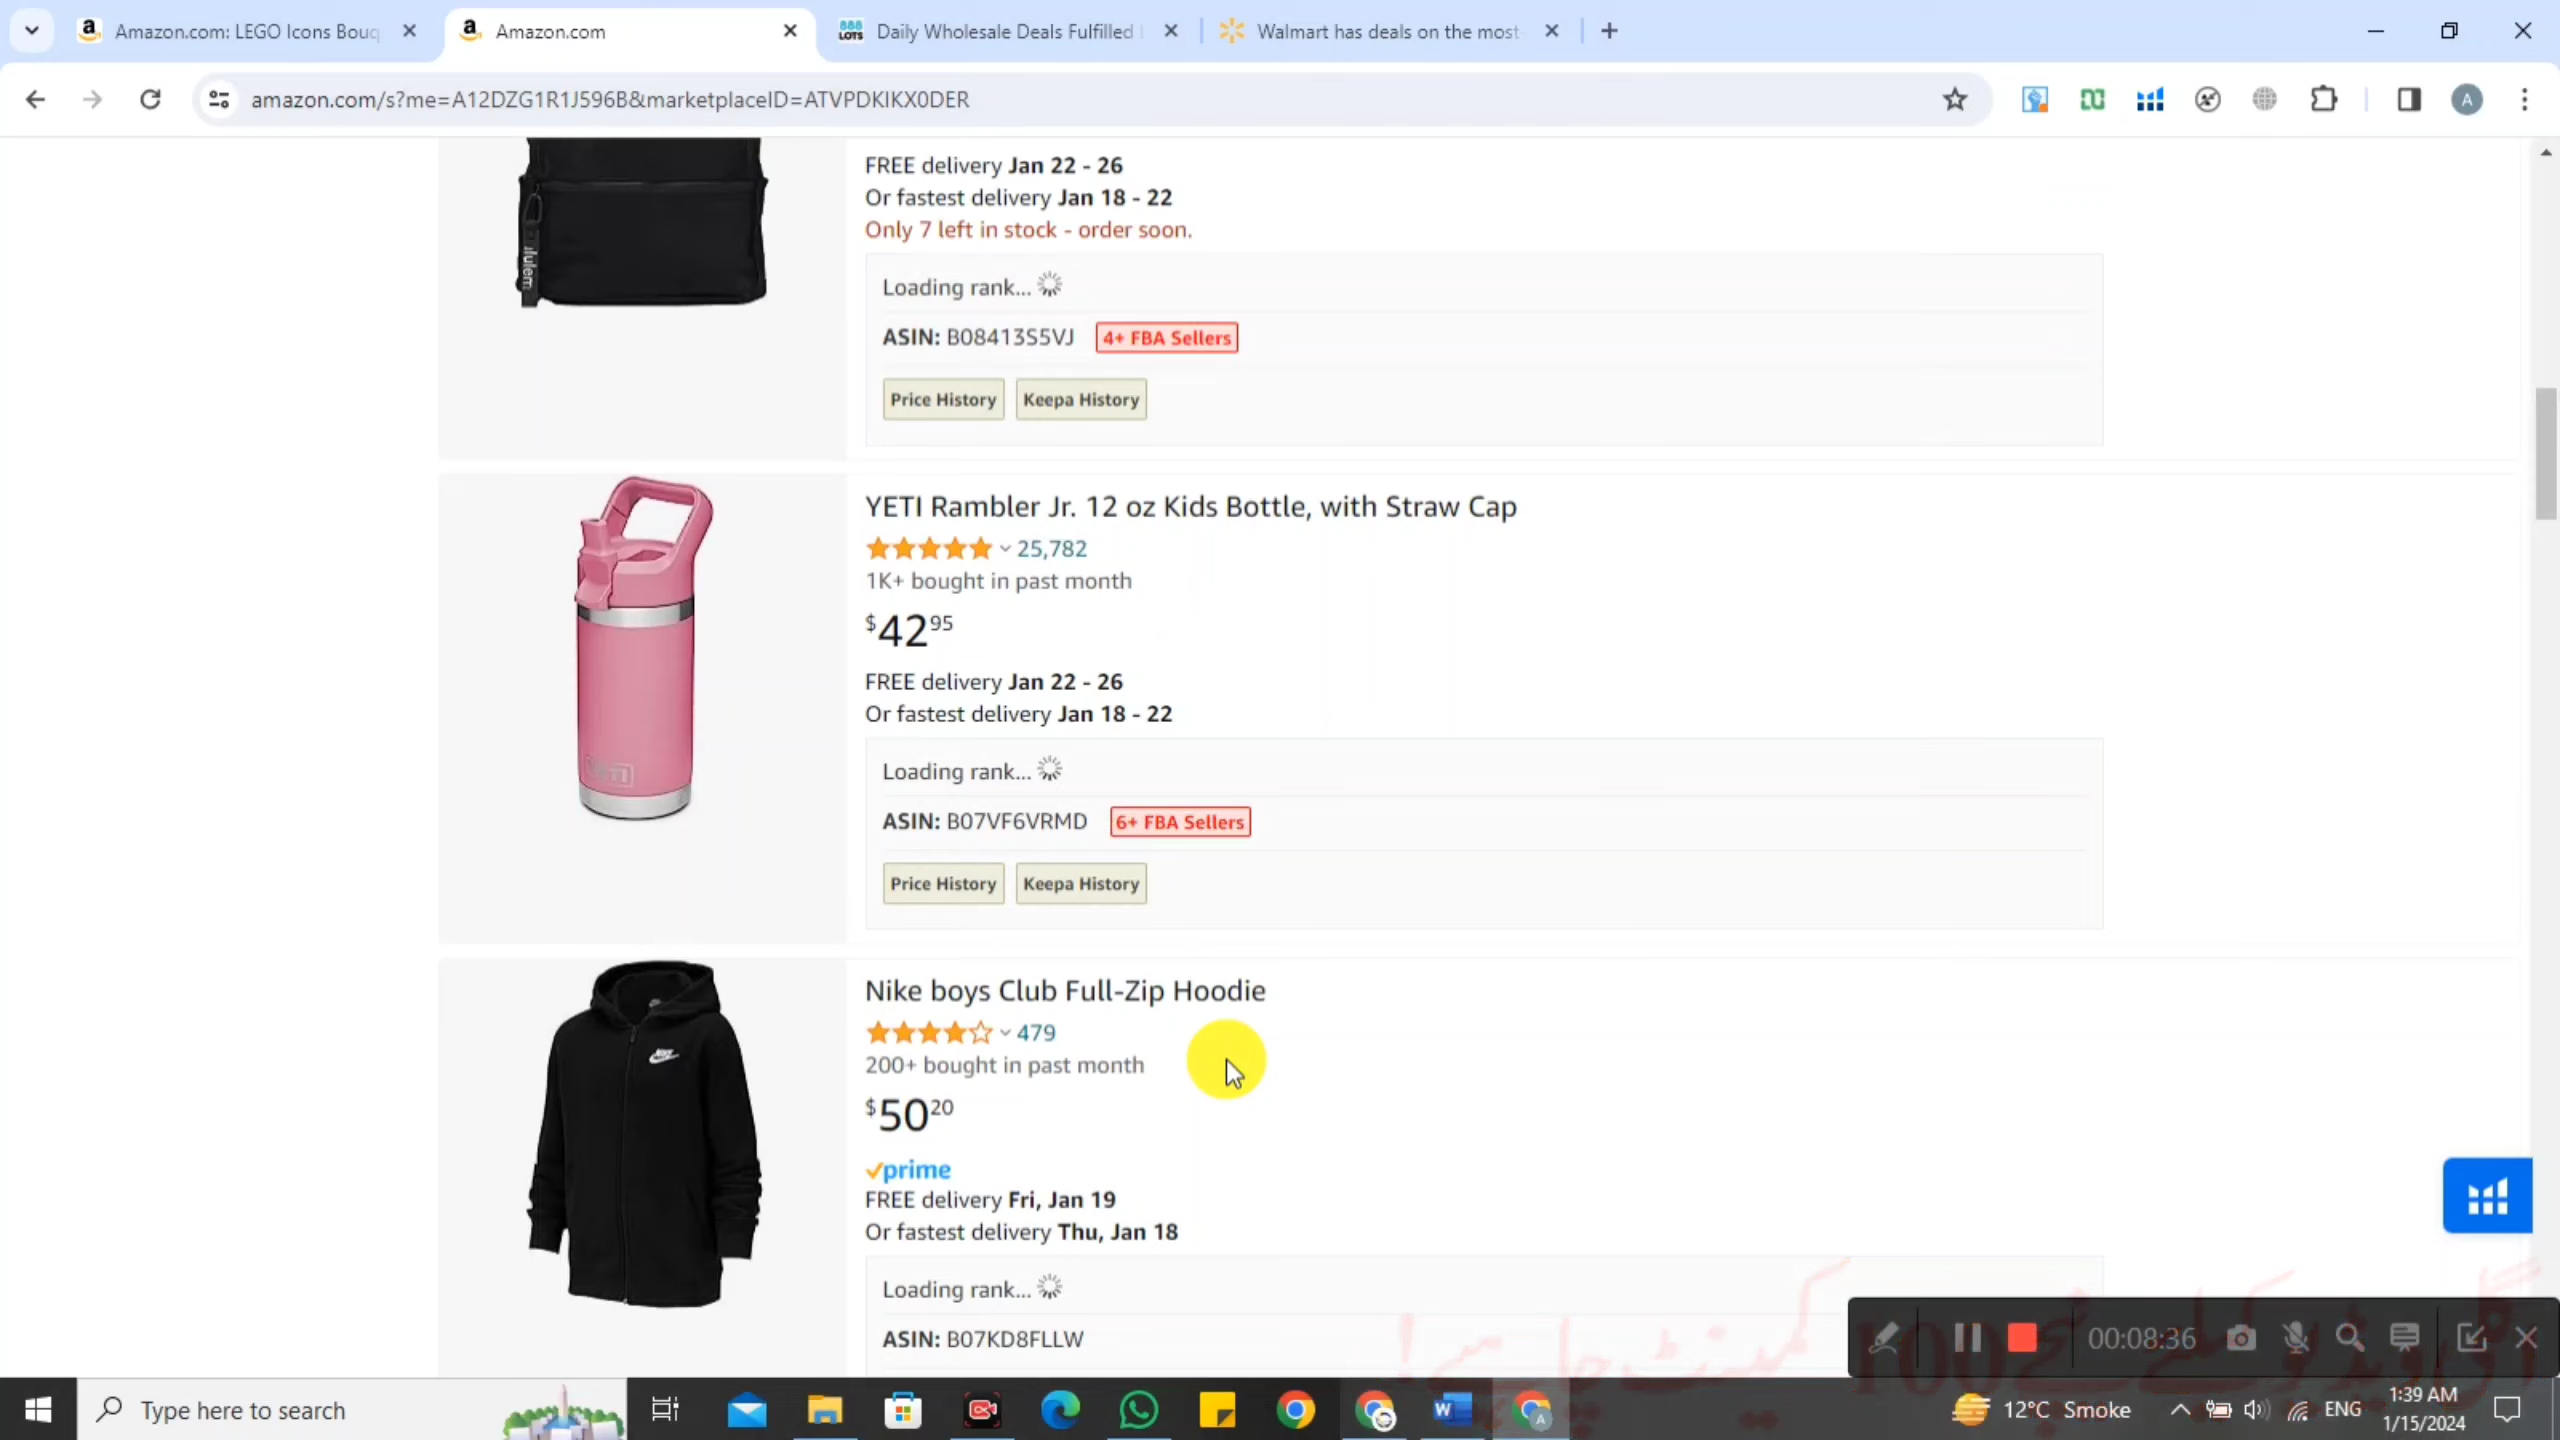 Amazon.com: LEGO Icons Bouq
Amazon.com
888 LOTS
Daily Wholesale Deals Fulfilled
Walmart has deals on the most
amazon.com/s?me=A12DZG1R1J596B&marketplaceID=ATVPDKIKX0DER
A
FREE delivery Jan 22 - 26
Or fastest delivery Jan 18 - 22
Only 7 left in stock - order soon.
Loading rank...
ASIN: B08413S5VJ 4+ FBA Sellers
Price History Keepa History
YETI Rambler Jr. 12 oz Kids Bottle, with Straw Cap
25,782
1K+ bought in past month
$42.95
FREE delivery Jan 22 - 26
Or fastest delivery Jan 18 - 22
Loading rank...
ASIN: B07VF6VRMD 6+ FBA Sellers
Price History Keepa History
YETI
Nike boys Club Full-Zip Hoodie
479
200+ bought in past month
$50.20
prime
FREE delivery Fri, Jan 19
Or fastest delivery Thu, Jan 18
Loading rank...
ASIN: B07KD8FLLW
00:08:36
Type here to search
12°C Smoke
ENG
1:39 AM
1/15/2024